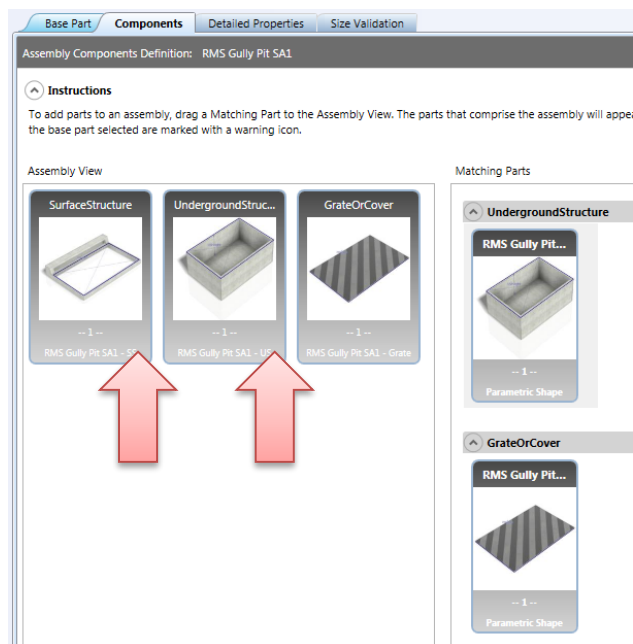 Base Part
Components
Detailed Properties
Size Validation
Assembly Components Definition: RMS Gully Pit SA1
Instructions
To add parts to an assembly, drag a Matching Part to the Assembly View. The parts that comprise the assembly will appea
the base part selected are marked with a warning icon.
Assembly View
SurfaceStructure
-- 1 --
RMS Gully Pit SA1 - SS
UndergroundStruc...
-- 1 --
RMS Gully Pit SA1 - US
GrateOrCover
-- 1 --
RMS Gully Pit SA1 - Grate
Matching Parts
UndergroundStructure
RMS Gully Pit...
-- 1 --
Parametric Shape
GrateOrCover
RMS Gully Pit...
-- 1 --
Parametric Shape